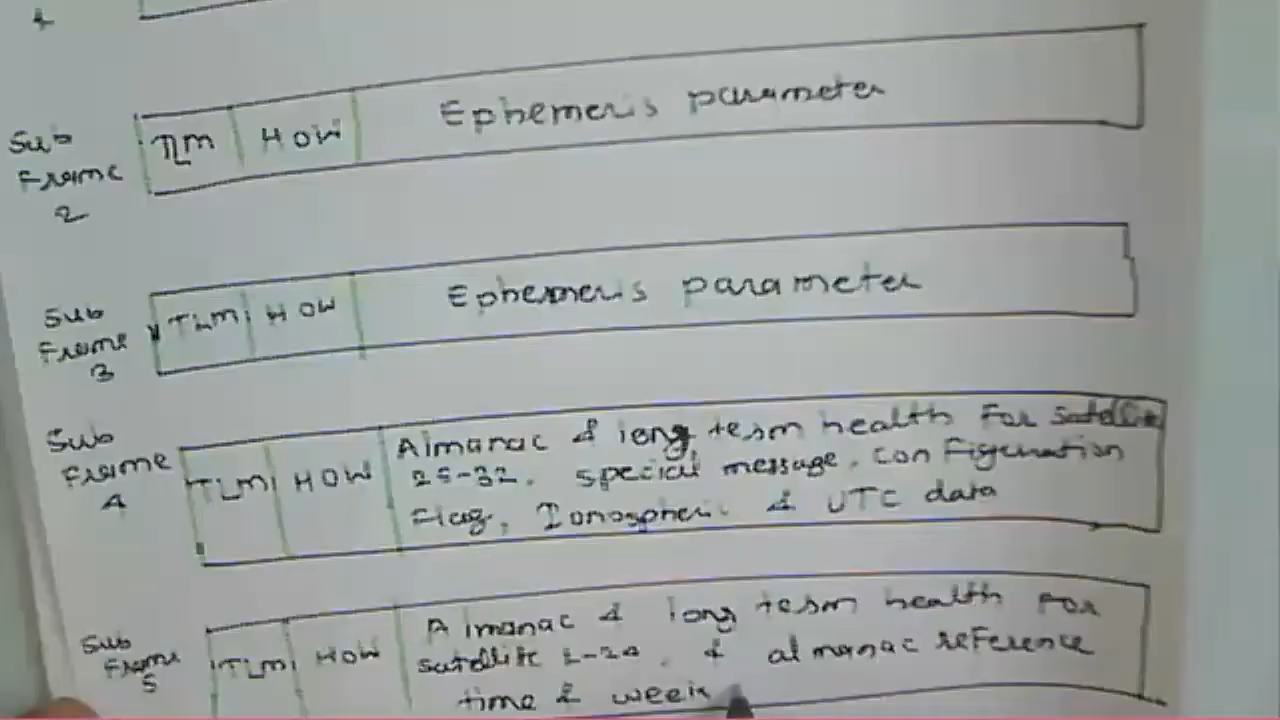 1
Sub
Frame
2
TLM
HOW
Ephemeris parameter
Sub
Frame
3
TLM
HOW
Ephemeris parameter
Sub
Frame
4
TLM
HOW
Almanac & long term health For satellite
25-32. special message. configuration
Flag, Ionospheric & UTC data
Sub
Frame
5
TLM
HOW
Almanac & long term health For
satellite 1-24. & almanac reference
time & week